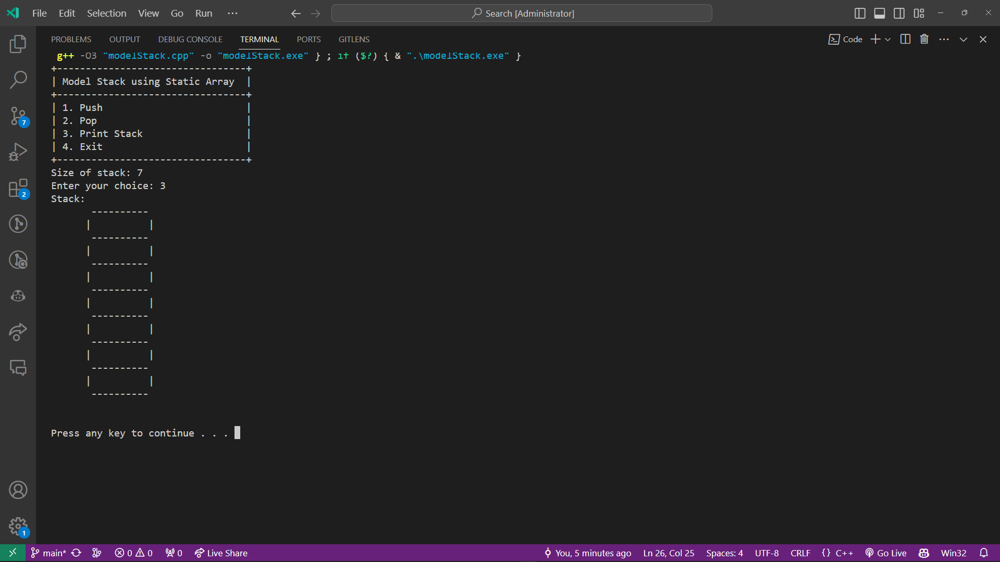 File Edit Selection View Go Run ···
Search [Administrator]
PROBLEMS OUTPUT DEBUG CONSOLE TERMINAL PORTS GITLENS
Code
g++ -O3 "modelStack.cpp" -o "modelStack.exe" } ; if ($?) { & ".\modelStack.exe" }
+---------------------------------+
| Model Stack using Static Array  |
+---------------------------------+
| 1. Push                         |
| 2. Pop                          |
| 3. Print Stack                  |
| 4. Exit                         |
+---------------------------------+
Size of stack: 7
Enter your choice: 3
Stack:
----------
|          |
----------
|          |
----------
|          |
----------
|          |
----------
|          |
----------
|          |
----------
|          |
----------
Press any key to continue . . .
7
2
1
main* 0 0 0 Live Share You, 5 minutes ago Ln 26, Col 25 Spaces: 4 UTF-8 CRLF {} C++ Go Live Win32